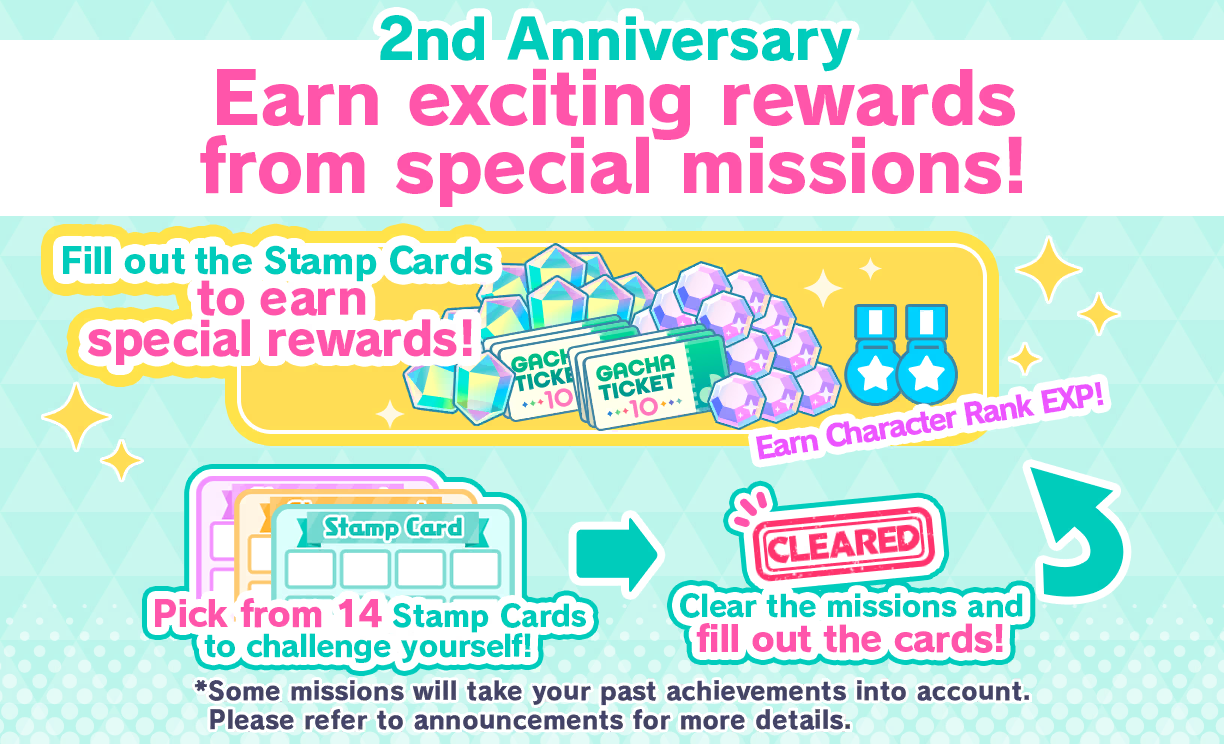 2nd Anniversary
Earn exciting rewards
from special missions!
Fill out the Stamp Cards
to earn
special rewards!
GACHA
TICKET
10
GACHA
TICKET
10
Earn Character Rank EXP!
Stamp Card
Pick from 14 Stamp Cards
to challenge yourself!
CLEARED
Clear the missions and
fill out the cards!
*Some missions will take your past achievements into account.
Please refer to announcements for more details.